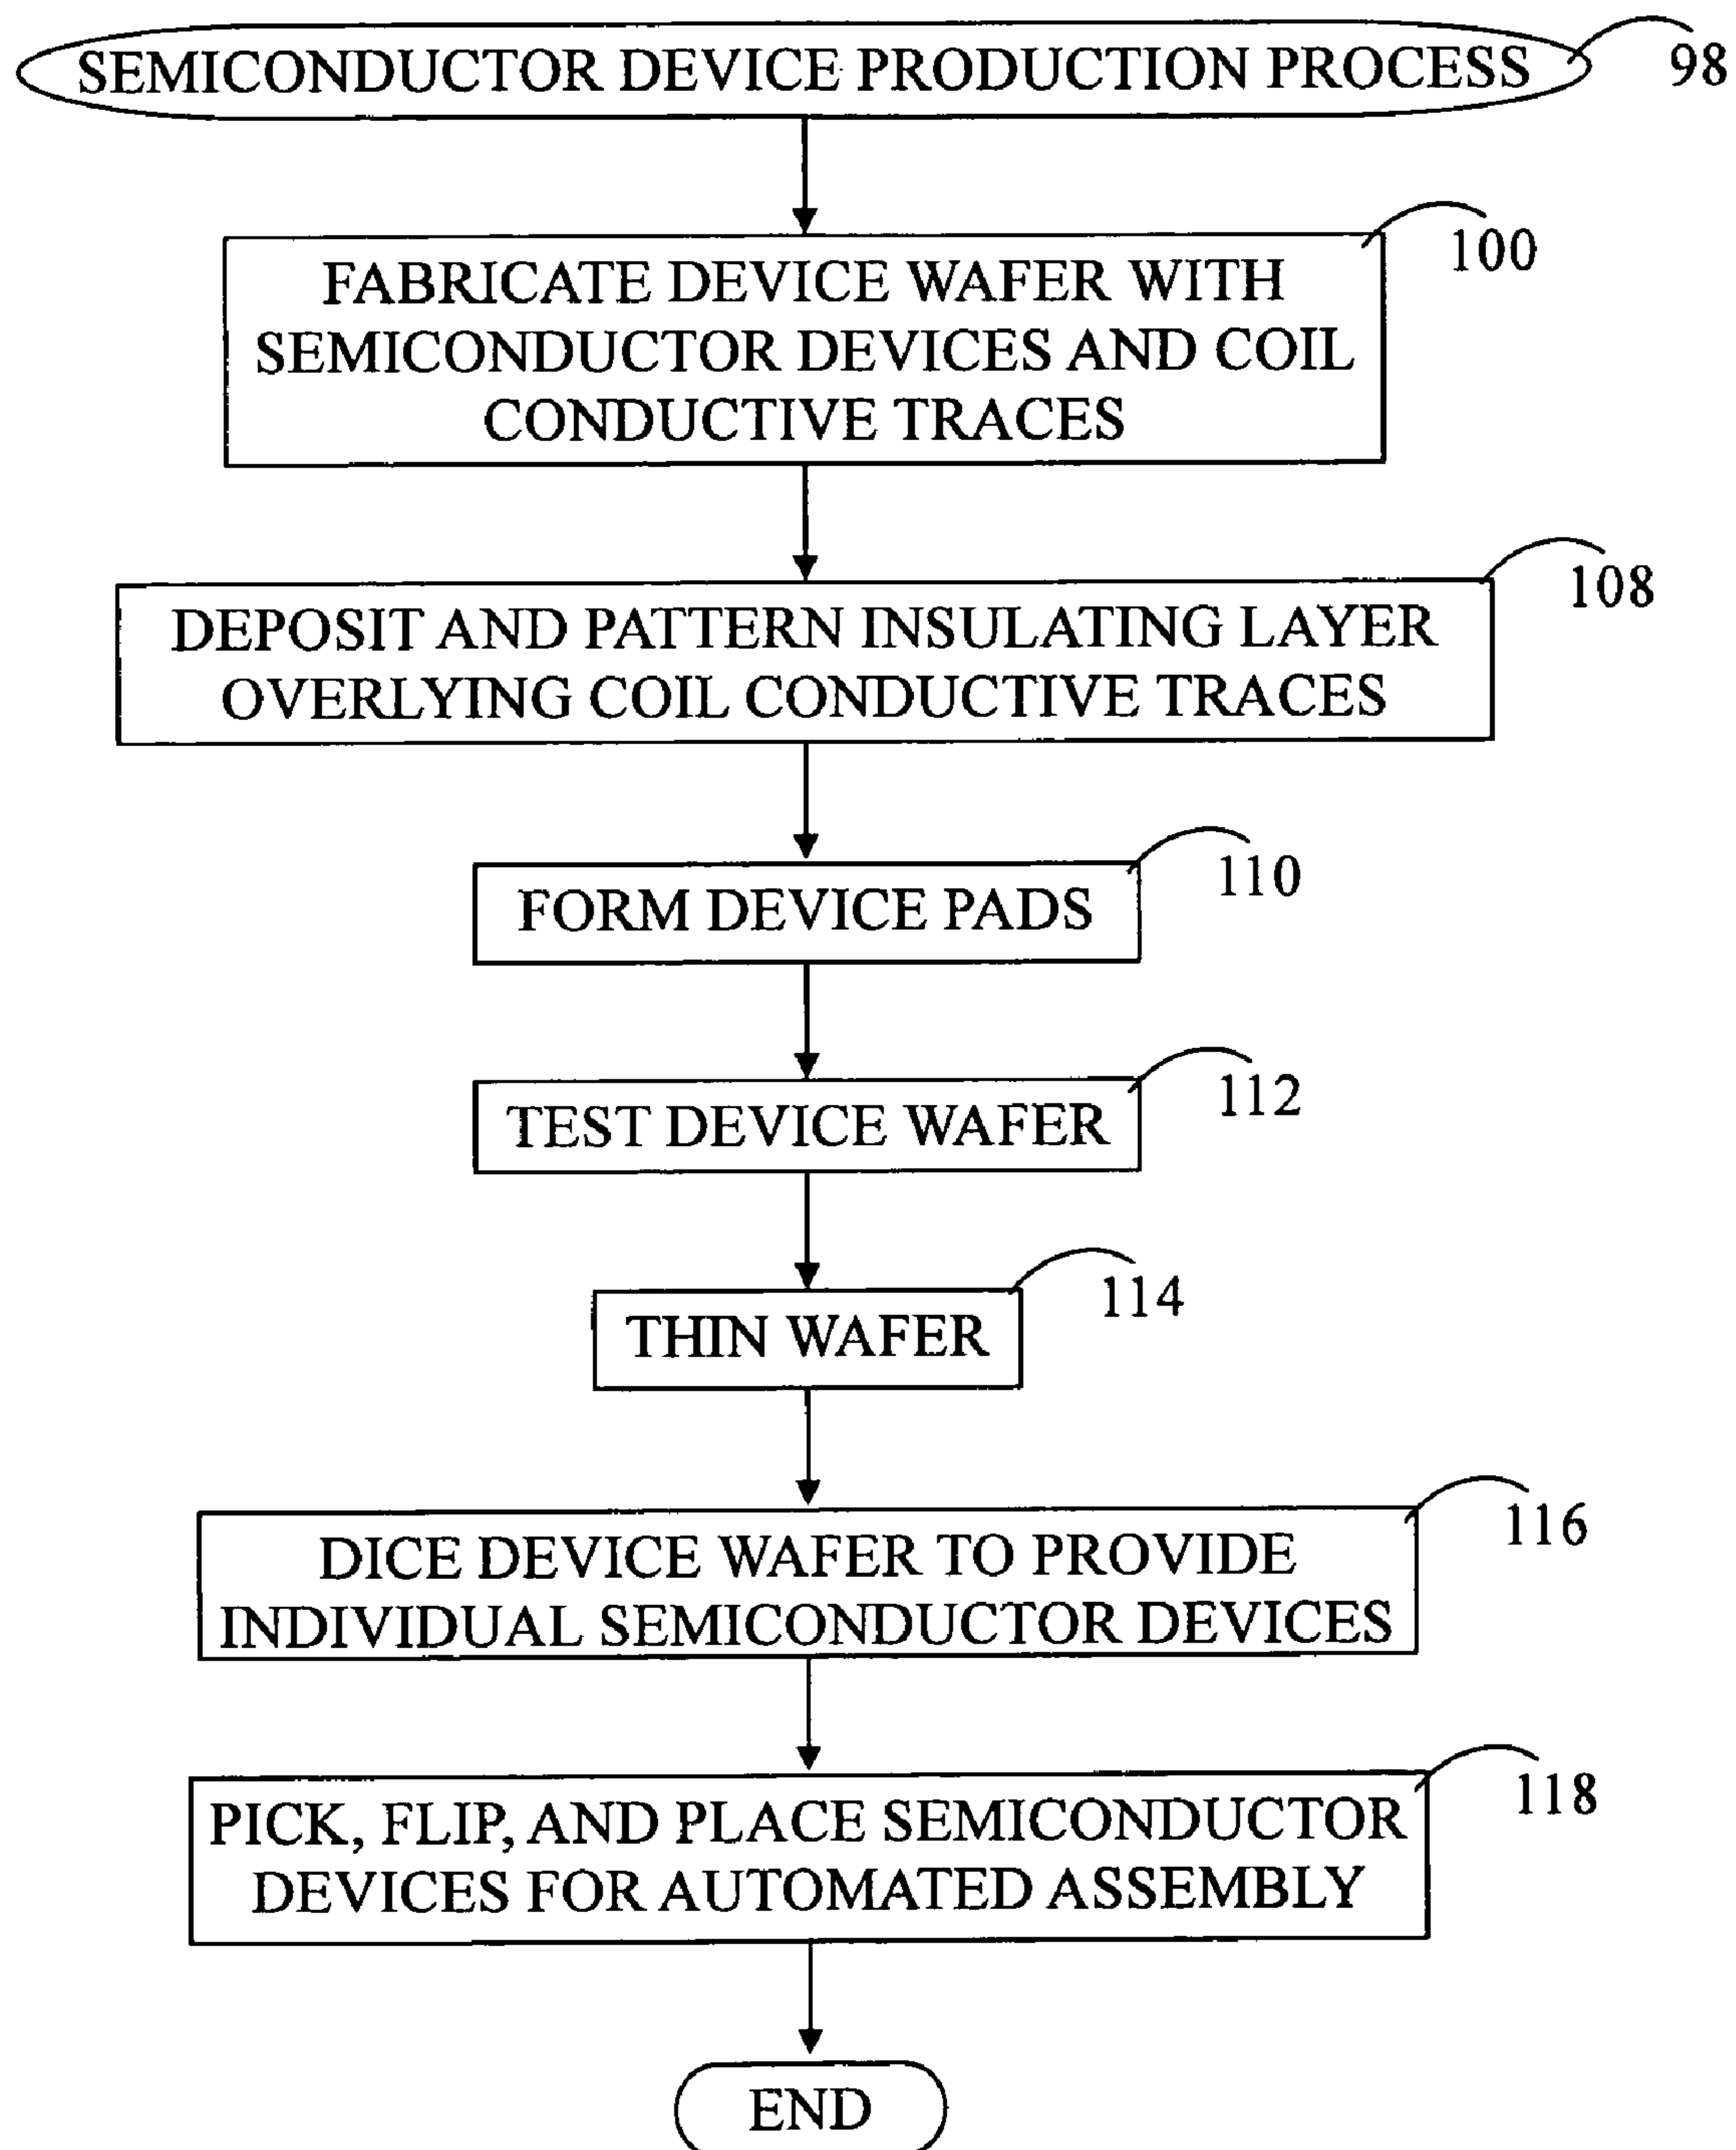 SEMICONDUCTOR DEVICE PRODUCTION PROCESS
98
FABRICATE DEVICE WAFER WITH
SEMICONDUCTOR DEVICES AND COIL
CONDUCTIVE TRACES
100
DEPOSIT AND PATTERN INSULATING LAYER
OVERLYING COIL CONDUCTIVE TRACES
108
FORM DEVICE PADS
110
TEST DEVICE WAFER
112
THIN WAFER
114
DICE DEVICE WAFER TO PROVIDE
INDIVIDUAL SEMICONDUCTOR DEVICES
116
PICK, FLIP, AND PLACE SEMICONDUCTOR
DEVICES FOR AUTOMATED ASSEMBLY
118
END